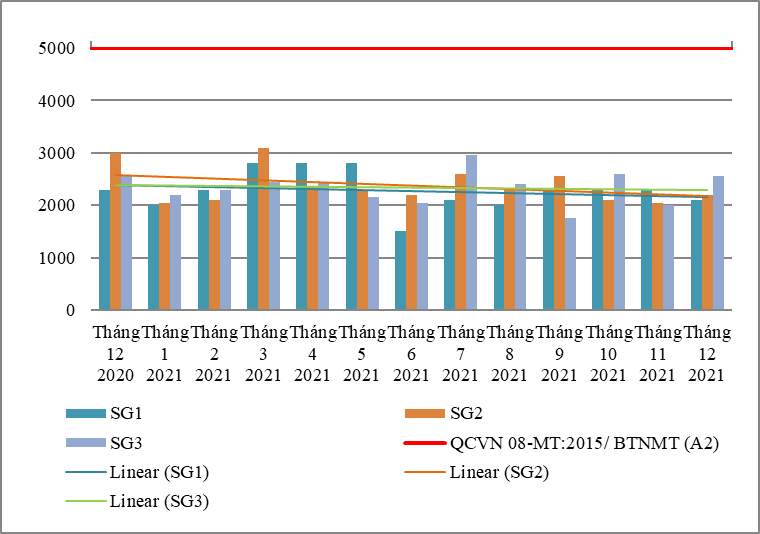 5000
4000
3000
2000
1000
0
Tháng Tháng Tháng Tháng Tháng Tháng Tháng Tháng Tháng Tháng Tháng Tháng Tháng
12 1 2 3 4 5 6 7 8 9 10 11 12
2020 2021 2021 2021 2021 2021 2021 2021 2021 2021 2021 2021 2021
SG1 SG2
SG3 QCVN 08-MT:2015/ BTNMT (A2)
Linear (SG1) Linear (SG2)
Linear (SG3)